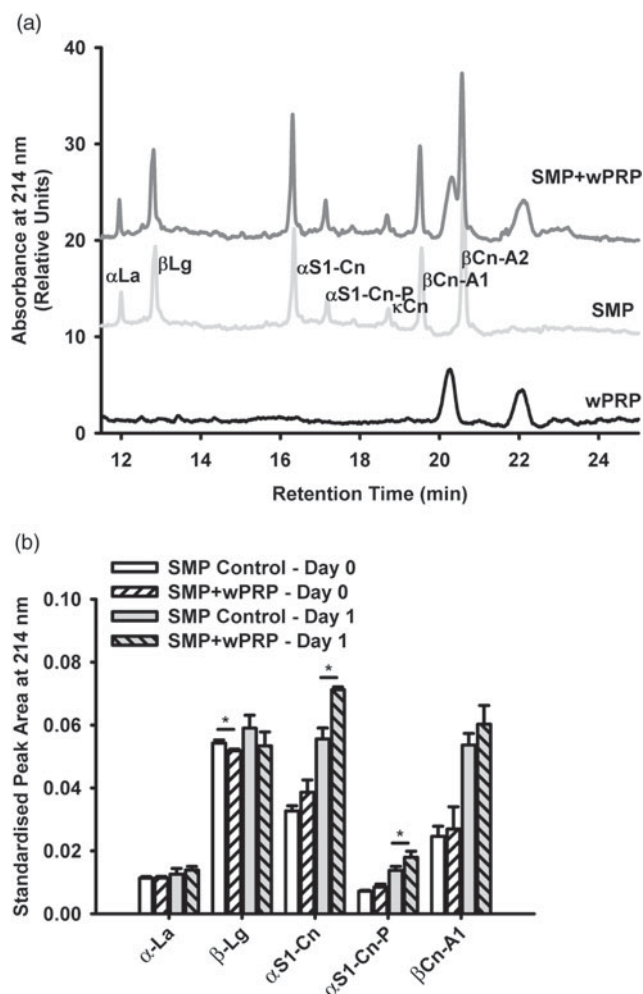 (a)
Absorbance at 214 nm
(Relative Units)
40
30
20
10
0
SMP+wPRP
αLa
βLg
αS1-Cn
αS1-Cn-P
κCn
βCn-A1
βCn-A2
SMP
wPRP
12 14 16 18 20 22 24
Retention Time (min)
(b)
SMP Control - Day 0
SMP+wPRP - Day 0
SMP Control - Day 1
SMP+wPRP - Day 1
Standardised Peak Area at 214 nm
0.10
0.08
0.06
0.04
0.02
0.00
*
*
*
α-La
β-Lg
αS1-Cn
αS1-Cn-P
βCn-A1